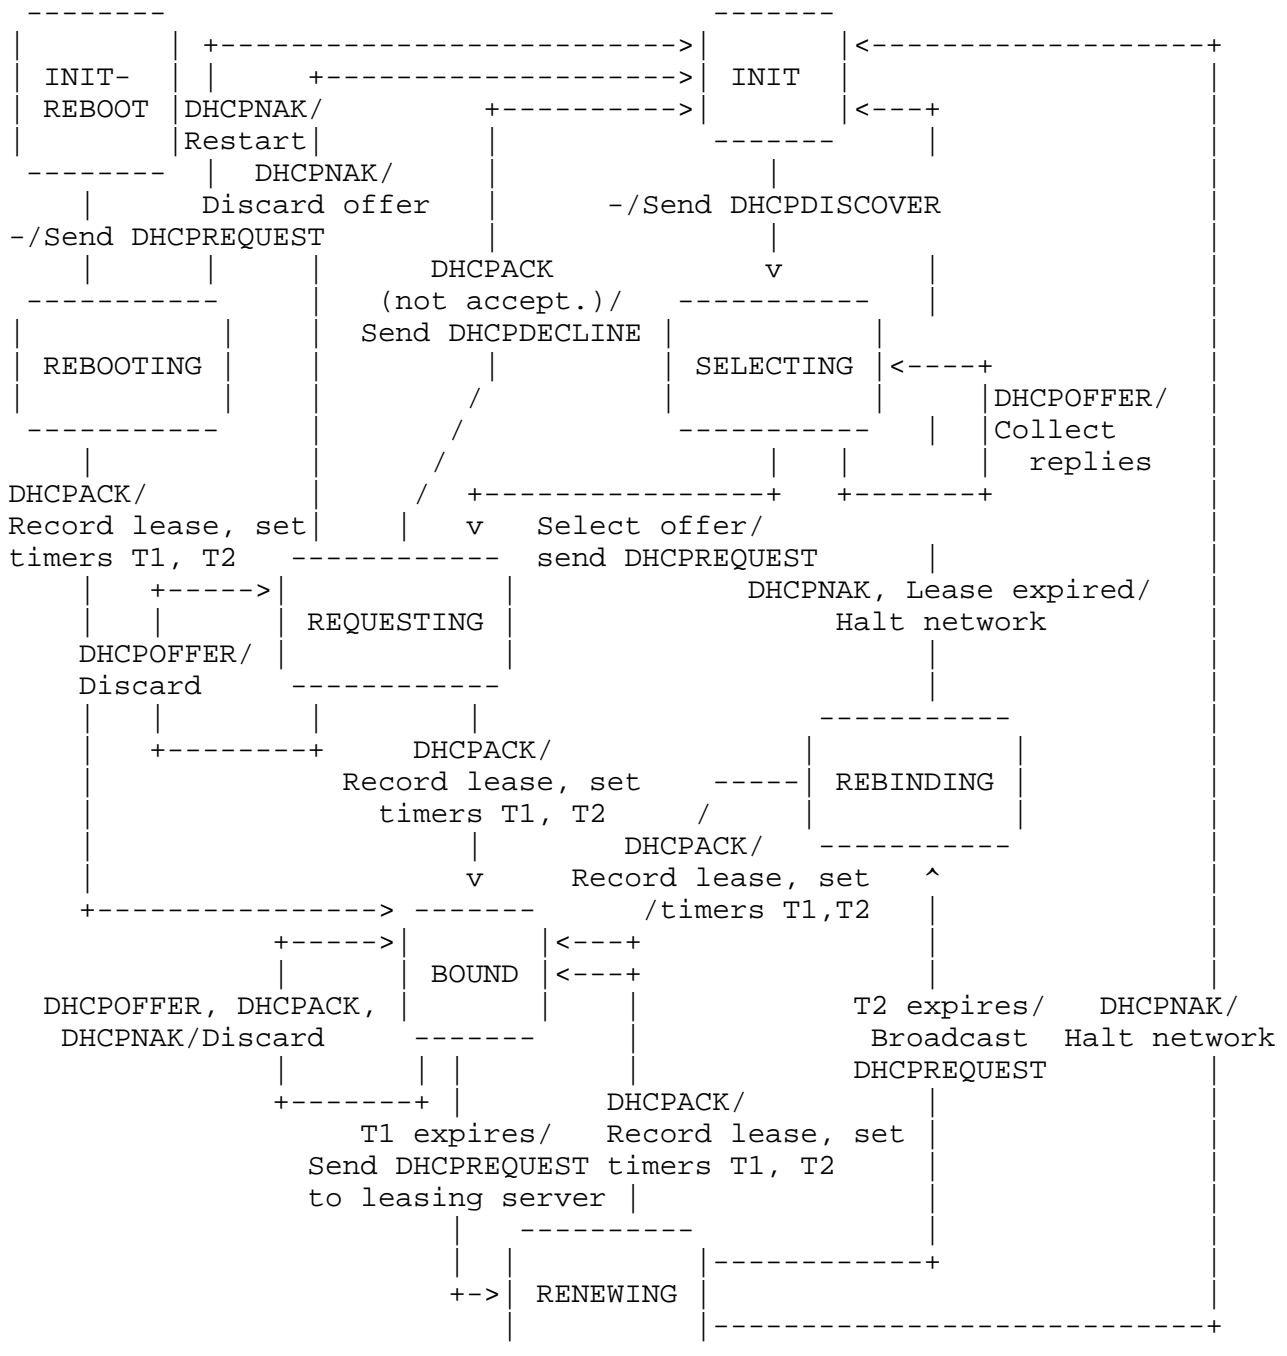 --------                               -------
|        | +-------------------------->|       |<-------------------+
| INIT-  | |     +-------------------->| INIT  |                    |
| REBOOT |DHCPNAK/         +---------->|       |<---+               |
|        |Restart|         |            -------     |               |
 --------  |  DHCPNAK/     |               |                        |
    |      Discard offer   |      -/Send DHCPDISCOVER               |
-/Send DHCPREQUEST         |               |                        |
    |      |     |      DHCPACK            v        |               |
 -----------     |   (not accept.)/   -----------   |               |
|           |    |  Send DHCPDECLINE |           |                  |
| REBOOTING |    |         |         | SELECTING |<----+            |
|           |    |        /          |           |     |DHCPOFFER/  |
 -----------     |       /            -----------   |  |Collect     |
    |            |      /                  |   |       |  replies   |
DHCPACK/         |     /  +----------------+   +-------+            |
Record lease, set|    |   v   Select offer/                         |
timers T1, T2   ------------  send DHCPREQUEST      |               |
    |   +----->|            |             DHCPNAK, Lease expired/   |
    |   |      | REQUESTING |                  Halt network         |
    DHCPOFFER/ |            |                       |               |
    Discard     ------------                        |               |
    |   |        |        |                   -----------           |
    |   +--------+     DHCPACK/              |           |          |
    |              Record lease, set    -----| REBINDING |          |
    |                timers T1, T2     /     |           |          |
    |                     |        DHCPACK/   -----------           |
    |                     v     Record lease, set   ^               |
    +----------------> -------      /timers T1,T2   |               |
               +----->|       |<---+                |               |
               |      | BOUND |<---+                |               |
  DHCPOFFER, DHCPACK, |       |    |            T2 expires/   DHCPNAK/
   DHCPNAK/Discard     -------     |             Broadcast  Halt network
               |       | |         |            DHCPREQUEST         |
               +-------+ |        DHCPACK/          |               |
                    T1 expires/   Record lease, set |               |
                 Send DHCPREQUEST timers T1, T2     |               |
                 to leasing server |                |               |
                         |   ----------             |               |
                         |  |          |------------+               |
                         +->| RENEWING |                            |
                            |          |----------------------------+